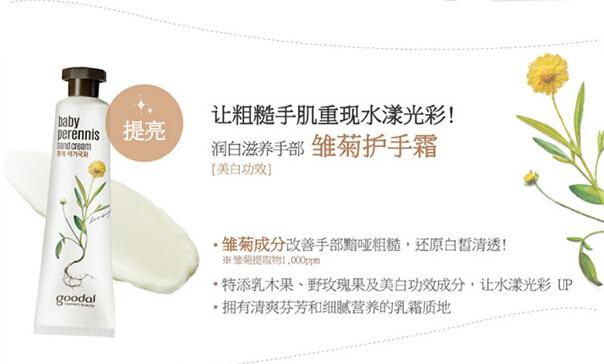 baby
perennis
hand cream
goodal
提亮
让粗糙手肌重现水漾光彩!
润白滋养手部 雏菊护手霜
[美白功效]
• 雏菊成分改善手部黯哑粗糙，还原白皙清透!
※雏菊提取物1,000ppm
• 特添乳木果、野玫瑰果及美白功效成分，让水漾光彩 UP
• 拥有清爽芬芳和细腻营养的乳霜质地